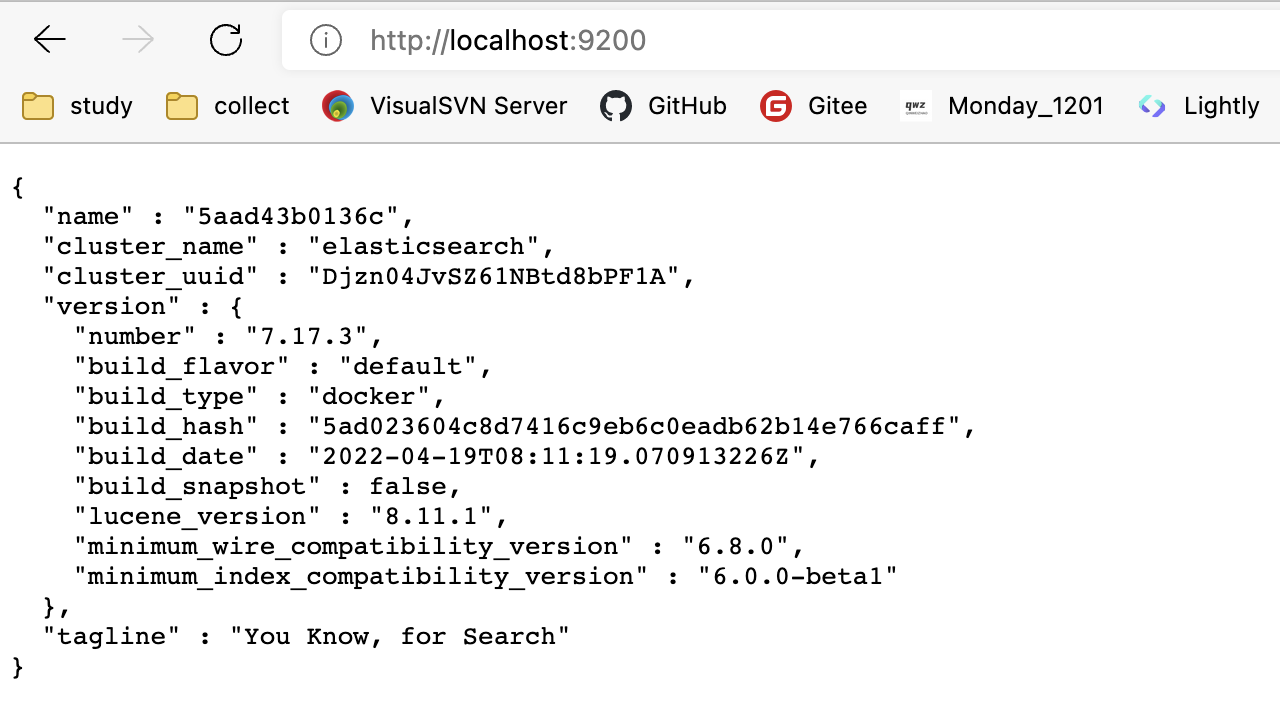 http://localhost:9200
study collect VisualSVN Server GitHub Gitee qwz Monday_1201 Lightly
{
"name" : "5aad43b0136c",
"cluster_name" : "elasticsearch",
"cluster_uuid" : "Djzn04JvSZ61NBtd8bPF1A",
"version" : {
"number" : "7.17.3",
"build_flavor" : "default",
"build_type" : "docker",
"build_hash" : "5ad023604c8d7416c9eb6c0eadb62b14e766caff",
"build_date" : "2022-04-19T08:11:19.070913226Z",
"build_snapshot" : false,
"lucene_version" : "8.11.1",
"minimum_wire_compatibility_version" : "6.8.0",
"minimum_index_compatibility_version" : "6.0.0-beta1"
},
"tagline" : "You Know, for Search"
}